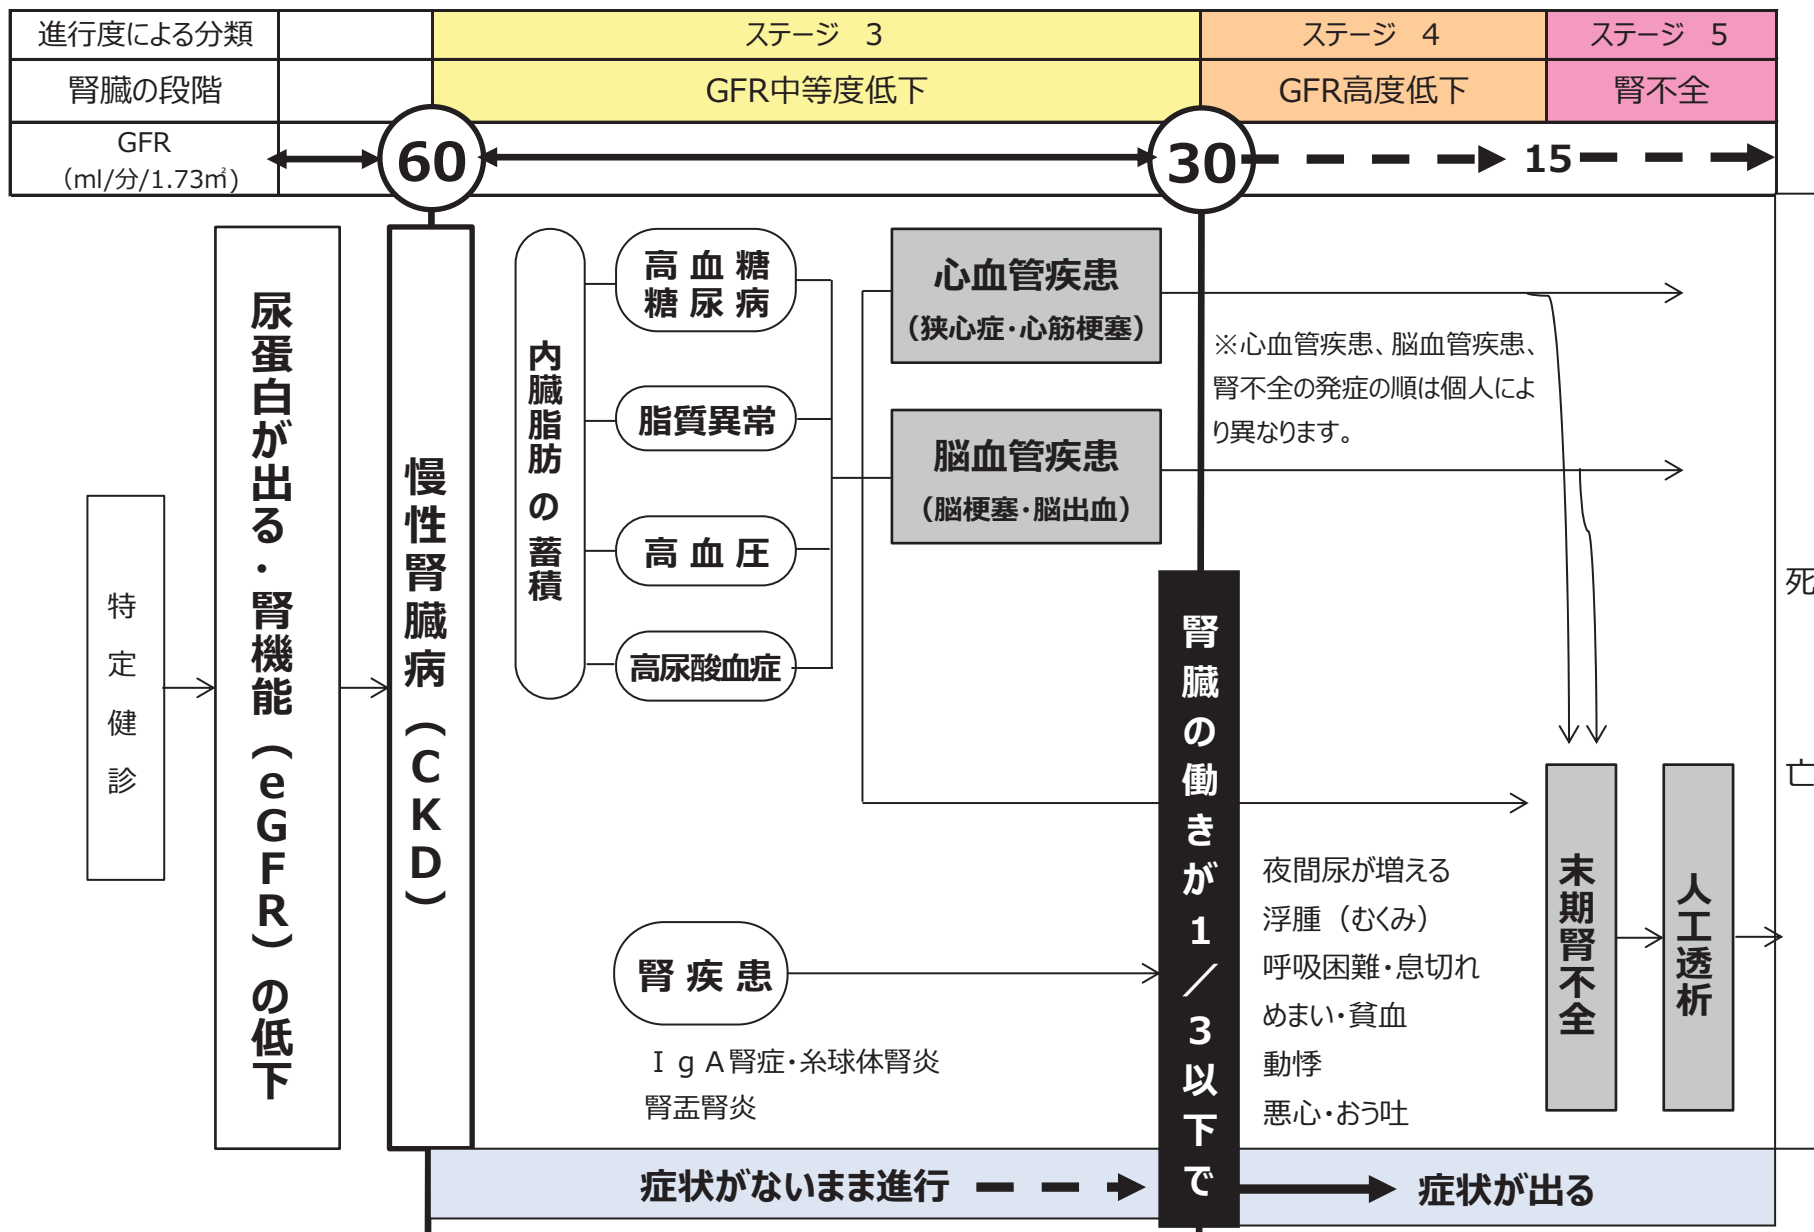 進行度による分類
ステージ 3
ステージ 4
ステージ 5
腎臓の段階
GFR中等度低下
GFR高度低下
腎不全
GFR
(ml/分/1.73㎡)
60
30
15
特定健診
尿蛋白が出る・腎機能(eGFR)の低下
慢性腎臓病(CKD)
内臓脂肪の蓄積
高血糖
糖尿病
脂質異常
高血圧
高尿酸血症
心血管疾患
(狭心症・心筋梗塞)
脳血管疾患
(脳梗塞・脳出血)
※心血管疾患、脳血管疾患、
腎不全の発症の順は個人によ
り異なります。
腎疾患
IgA腎症・糸球体腎炎
腎盂腎炎
腎臓の働きが1/3以下で
夜間尿が増える
浮腫(むくみ)
呼吸困難・息切れ
めまい・貧血
動悸
悪心・おう吐
末期腎不全
人工透析
死亡
症状がないまま進行
症状が出る